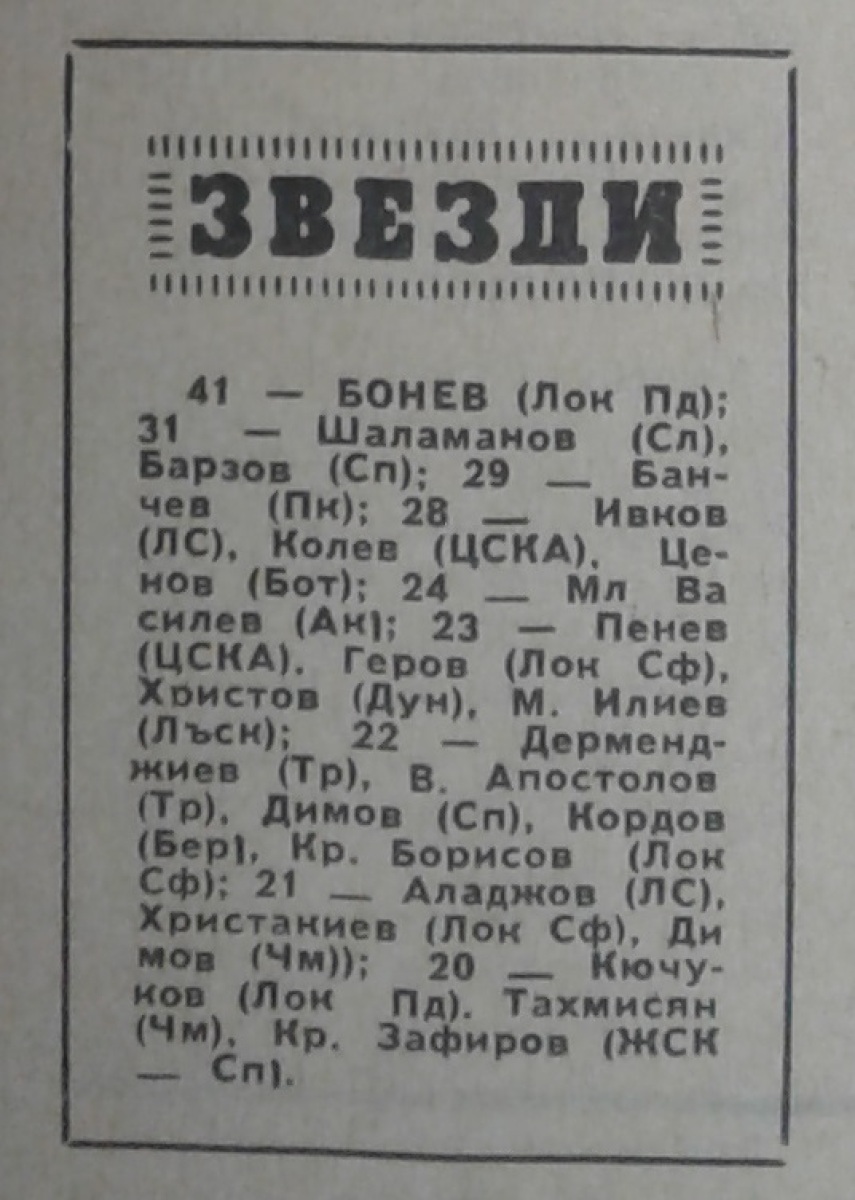 ЗВЕЗДИ
41 — БОНЕВ (Лок Пд);
31 — Шаламанов (Сл),
Барзов (Сп); 29 — Бан-
чев (Пк); 28 — Ивков
(ЛС), Колев (ЦСКА), Це-
нов (Бот); 24 — Мл Ва
силев (Ак); 23 — Пенев
(ЦСКА), Геров (Лок Сф),
Христов (Дун), М. Илиев
(Лъск); 22 — Дерменд-
жиев (Тр), В. Апостолов
(Тр), Димов (Сп), Кордов
(Бер), Кр. Борисов (Лок
Сф); 21 — Аладжов (ЛС),
Христакиев (Лок Сф), Ди
мов (Чм)); 20 — Кючу-
ков (Лок Пд). Тахмисян
(Чм), Кр. Зафиров (ЖСК
— Сп).